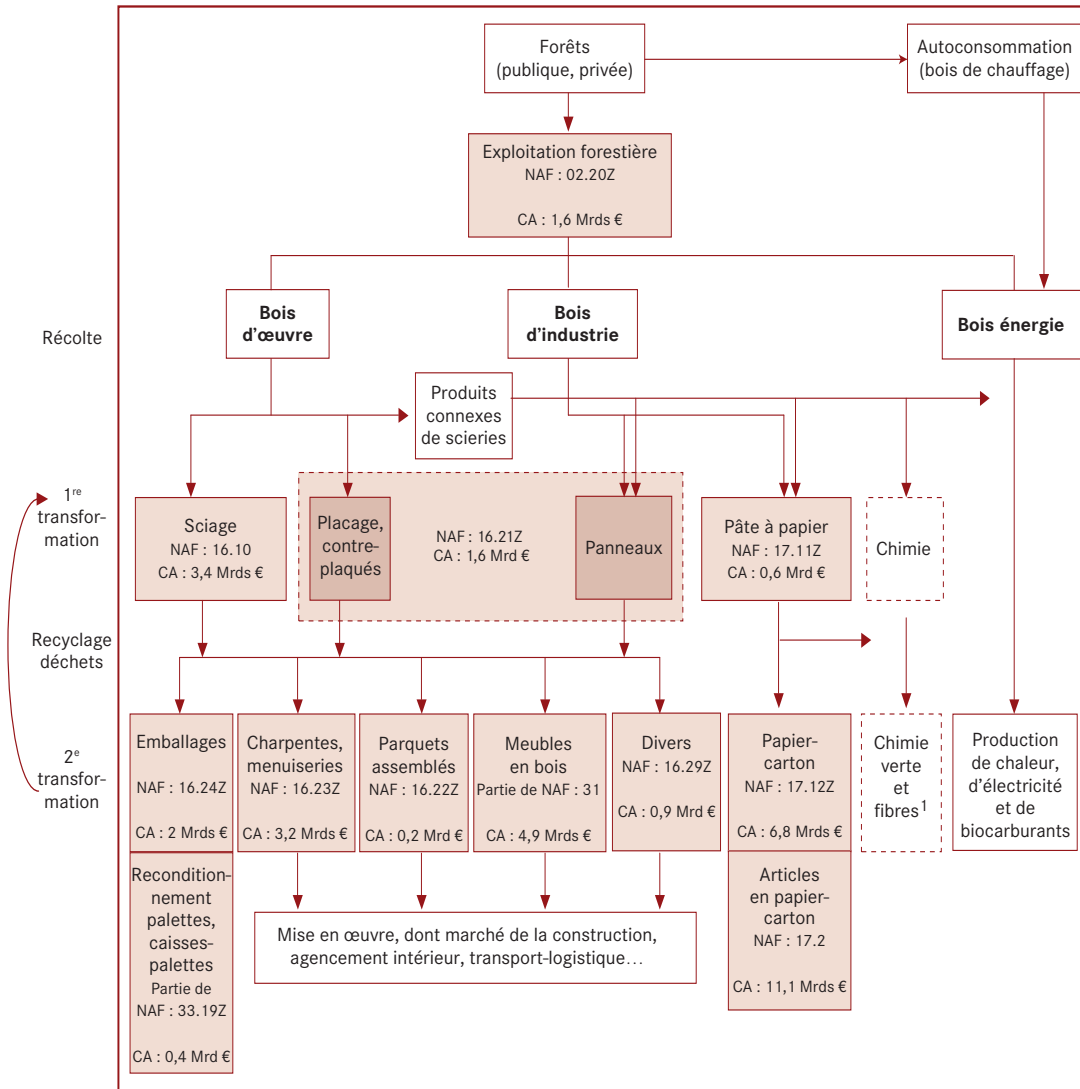 Forêts
(publique, privée)
Autoconsommation
(bois de chauffage)
Exploitation forestière
NAF : 02.20Z
CA : 1,6 Mrds €
Récolte
Bois
d'œuvre
Bois
d'industrie
Bois énergie
Produits
connexes
de scieries
1re
transfor-
mation
Sciage
NAF : 16.10
CA : 3,4 Mrds €
Placage,
contre-
plaqués
NAF : 16.21Z
CA : 1,6 Mrd €
Panneaux
Pâte à papier
NAF : 17.11Z
CA : 0,6 Mrd €
Chimie
Recyclage
déchets
2e
transfor-
mation
Emballages
NAF : 16.24Z
CA : 2 Mrds €
Charpentes,
menuiseries
NAF : 16.23Z
CA : 3,2 Mrds €
Parquets
assemblés
NAF : 16.22Z
CA : 0,2 Mrd €
Meubles
en bois
Partie de NAF : 31
CA : 4,9 Mrds €
Divers
NAF : 16.29Z
CA : 0,9 Mrd €
Papier-
carton
NAF : 17.12Z
CA : 6,8 Mrds €
Chimie
verte
et
fibres1
Production
de chaleur,
d'électricité
et de
biocarburants
Reconditionn-
nement
palettes,
caisses-
palettes
Partie de
NAF : 33.19Z
CA : 0,4 Mrd €
Mise en œuvre, dont marché de la construction,
agencement intérieur, transport-logistique…
Articles
en papier-
carton
NAF : 17.2
CA : 11,1 Mrds €